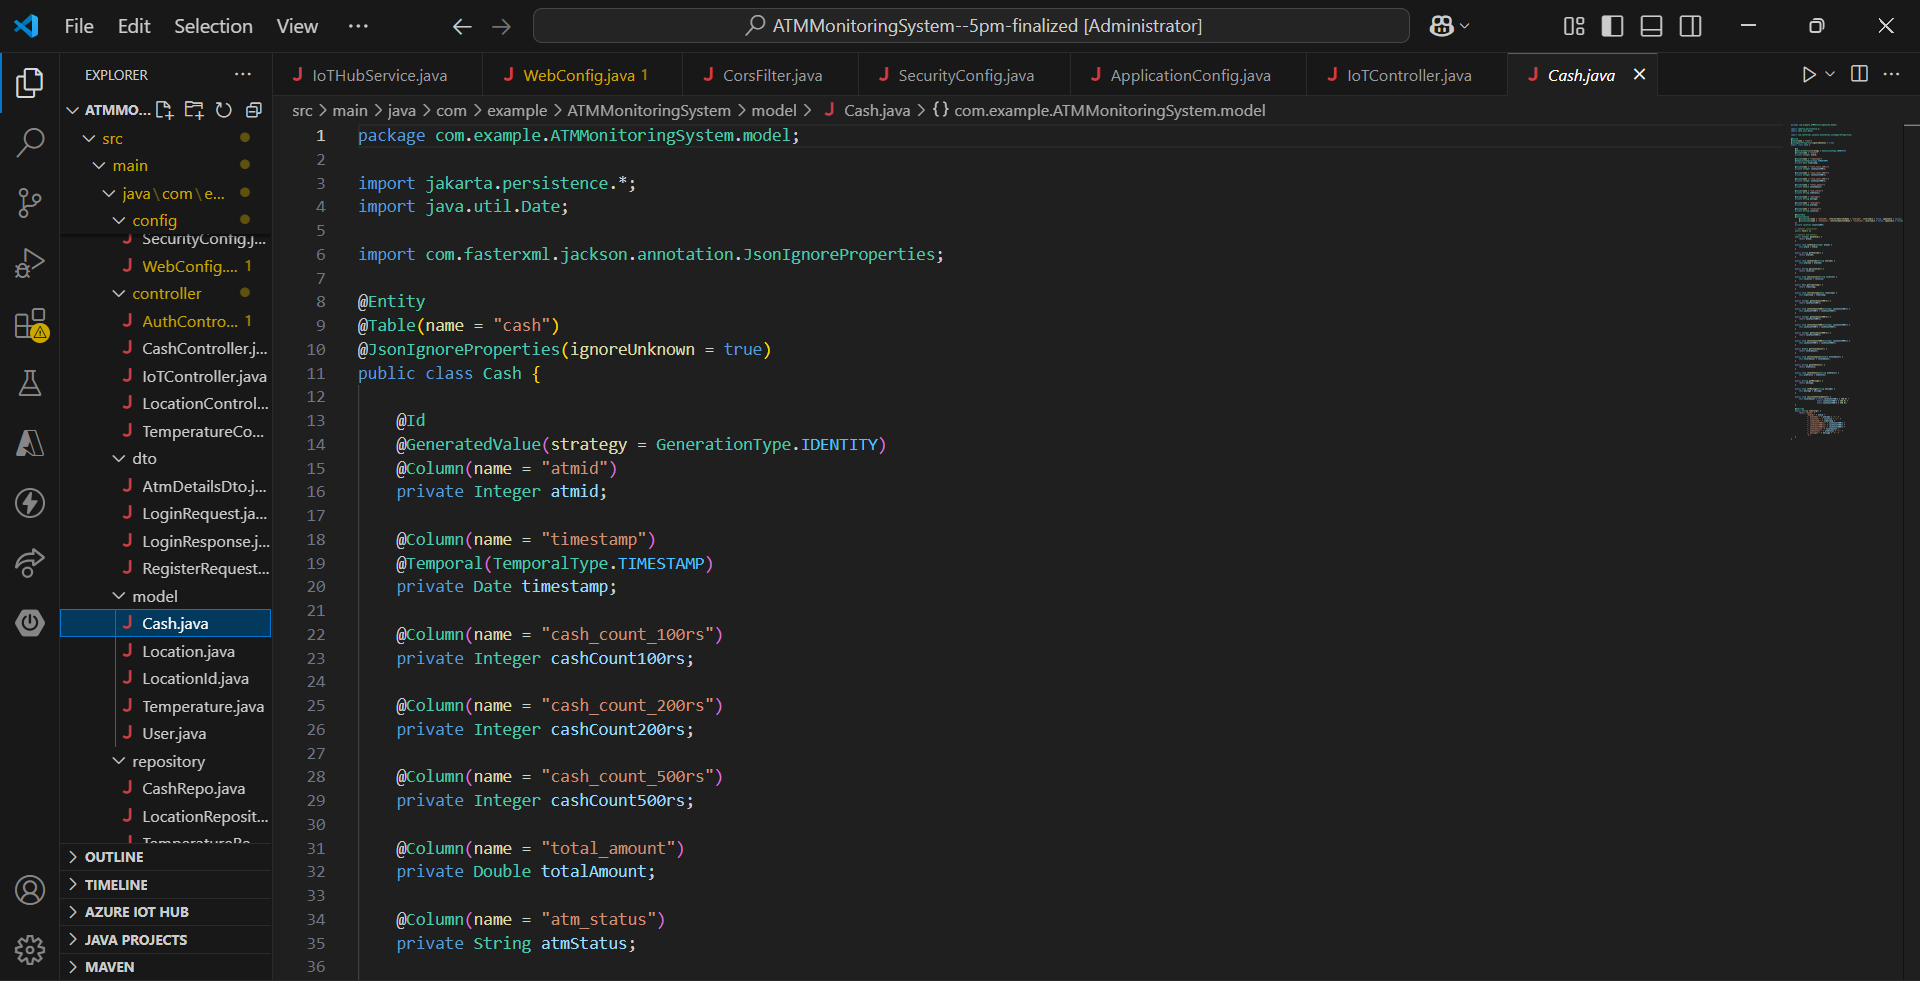 File Edit Selection View ···
ATMMonitoringSystem--5pm-finalized [Administrator]
EXPLORER ···
ATMMO...
src
main
java\com\e...
config
SecurityConfig.j...
WebConfig.... 1
controller
AuthContro... 1
CashController.j...
IoTController.java
LocationControl...
TemperatureCo...
dto
AtmDetailsDto.j...
LoginRequest.ja...
LoginResponse.j...
RegisterRequest...
model
Cash.java
Location.java
LocationId.java
Temperature.java
User.java
repository
CashRepo.java
LocationReposit...
OUTLINE
TIMELINE
AZURE IOT HUB
JAVA PROJECTS
MAVEN
J IoTHubService.java J WebConfig.java 1 J CorsFilter.java J SecurityConfig.java J ApplicationConfig.java J IoTController.java J Cash.java
src > main > java > com > example > ATMMonitoringSystem > model > J Cash.java > {} com.example.ATMMonitoringSystem.model
1 package com.example.ATMMonitoringSystem.model;
2
3 import jakarta.persistence.*;
4 import java.util.Date;
5
6 import com.fasterxml.jackson.annotation.JsonIgnoreProperties;
7
8 @Entity
9 @Table(name = "cash")
10 @JsonIgnoreProperties(ignoreUnknown = true)
11 public class Cash {
12
13 @Id
14 @GeneratedValue(strategy = GenerationType.IDENTITY)
15 @Column(name = "atmid")
16 private Integer atmid;
17
18 @Column(name = "timestamp")
19 @Temporal(TemporalType.TIMESTAMP)
20 private Date timestamp;
21
22 @Column(name = "cash_count_100rs")
23 private Integer cashCount100rs;
24
25 @Column(name = "cash_count_200rs")
26 private Integer cashCount200rs;
27
28 @Column(name = "cash_count_500rs")
29 private Integer cashCount500rs;
30
31 @Column(name = "total_amount")
32 private Double totalAmount;
33
34 @Column(name = "atm_status")
35 private String atmStatus;
36